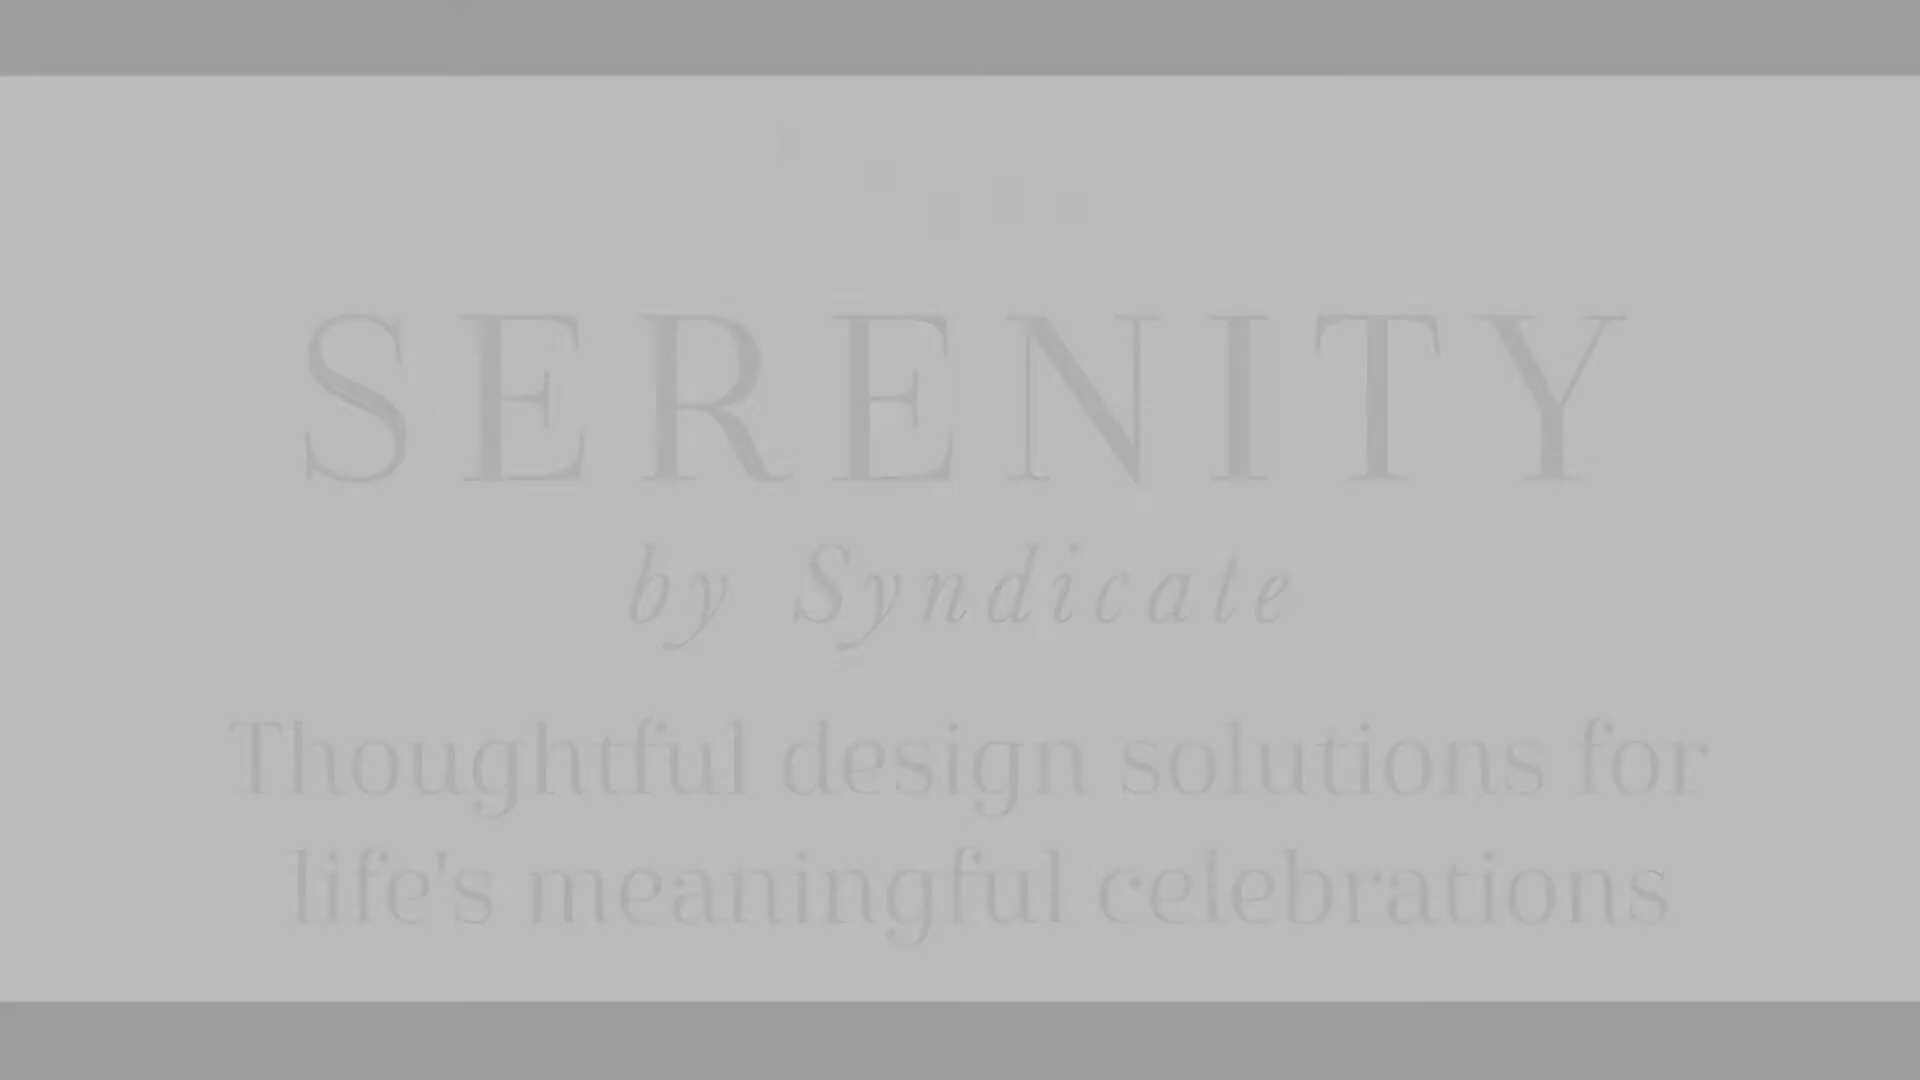 SERENITY
by Syndicate
Thoughtful design solutions for
life's meaningful celebrations